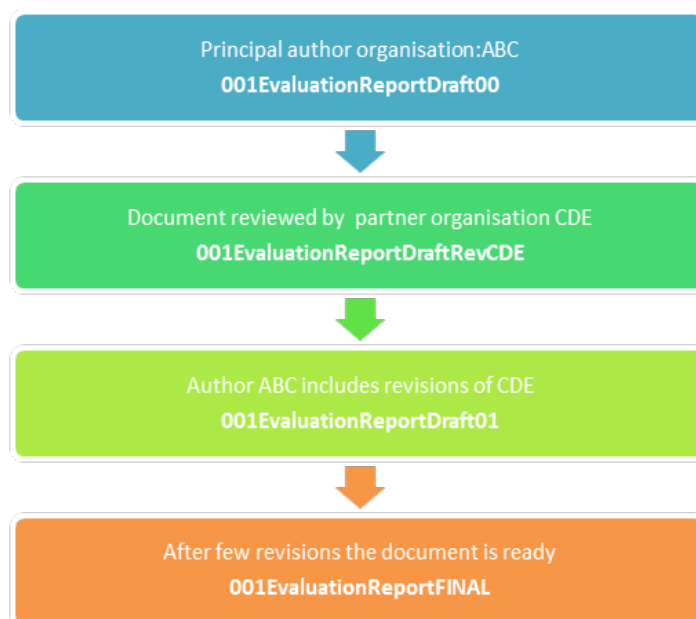 Principal author organisation:ABC
001EvaluationReportDraft00
Document reviewed by partner organisation CDE
001EvaluationReportDraftRevCDE
Author ABC includes revisions of CDE
001EvaluationReportDraft01
After few revisions the document is ready
001EvaluationReportFINAL